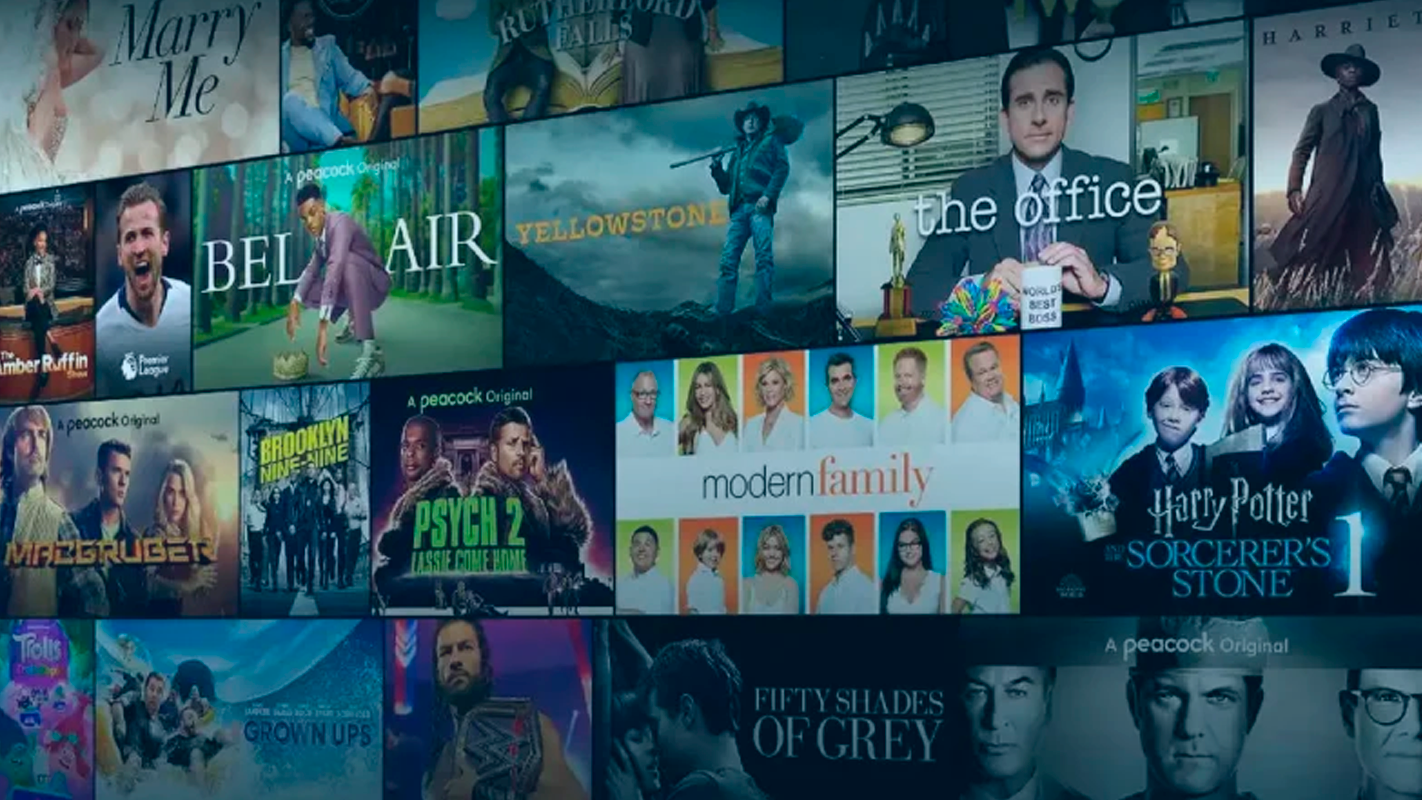 Marry
Me
RUTHERFORD
FALLS
HARRIET
A peacock Original
BEL AIR
YELLOWSTONE
the office
WORLD'S
BEST
BOSS
The
Amber Ruffin
Show
Premier
League
A peacock Original
MACGRUBER
BROOKLYN
NINE-NINE
A peacock Original
PSYCH 2
LASSIE COME HOME
modern family
Harry Potter
AND THE SORCERER'S
STONE
1
Trolls
GROWN UPS
FIFTY SHADES
OF GREY
A peacock Original